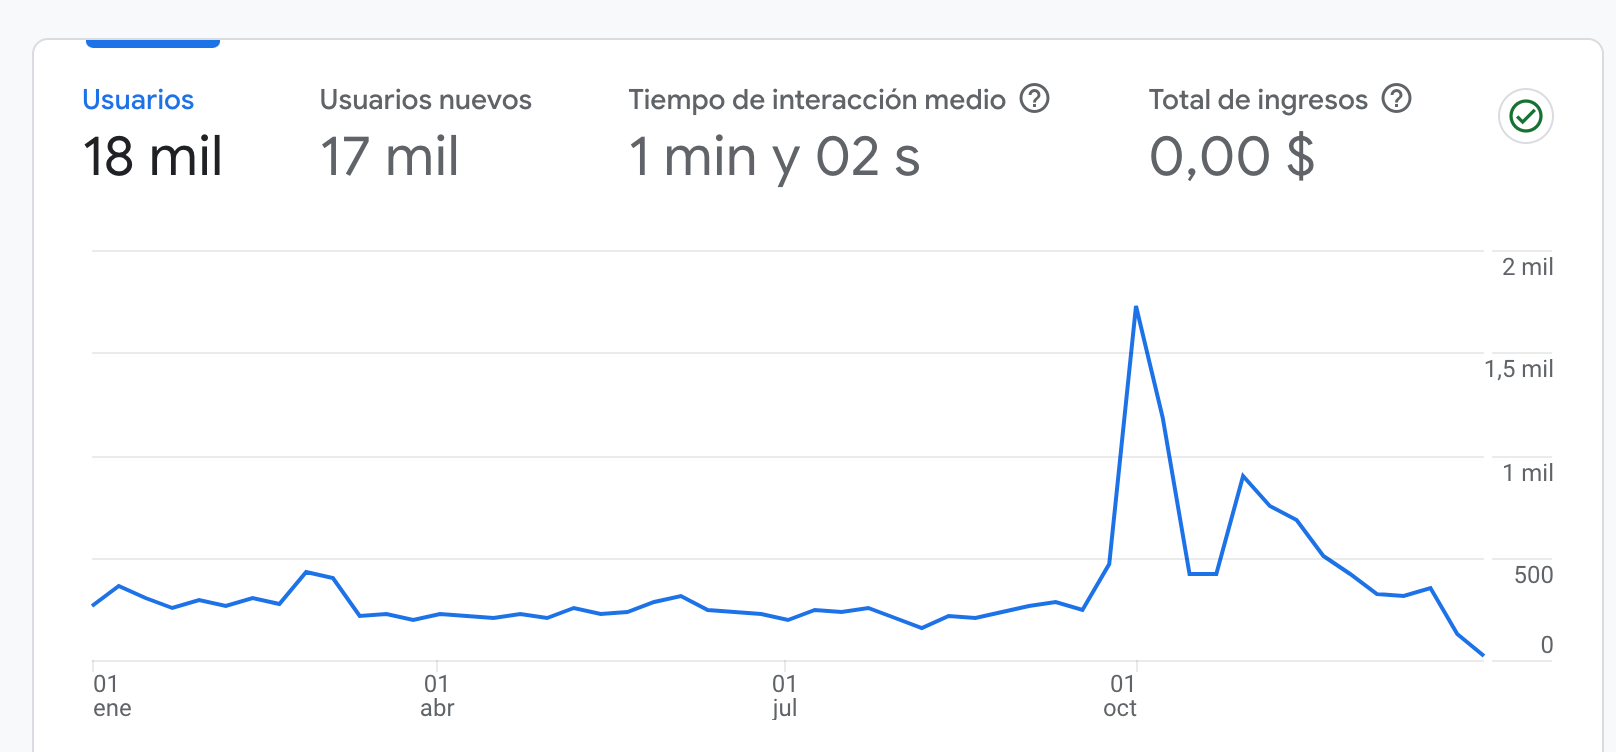 Usuarios
18 mil
Usuarios nuevos
17 mil
Tiempo de interacción medio
1 min y 02 s
Total de ingresos
0,00 $
2 mil
1,5 mil
1 mil
500
0
01
ene
01
abr
01
jul
01
oct